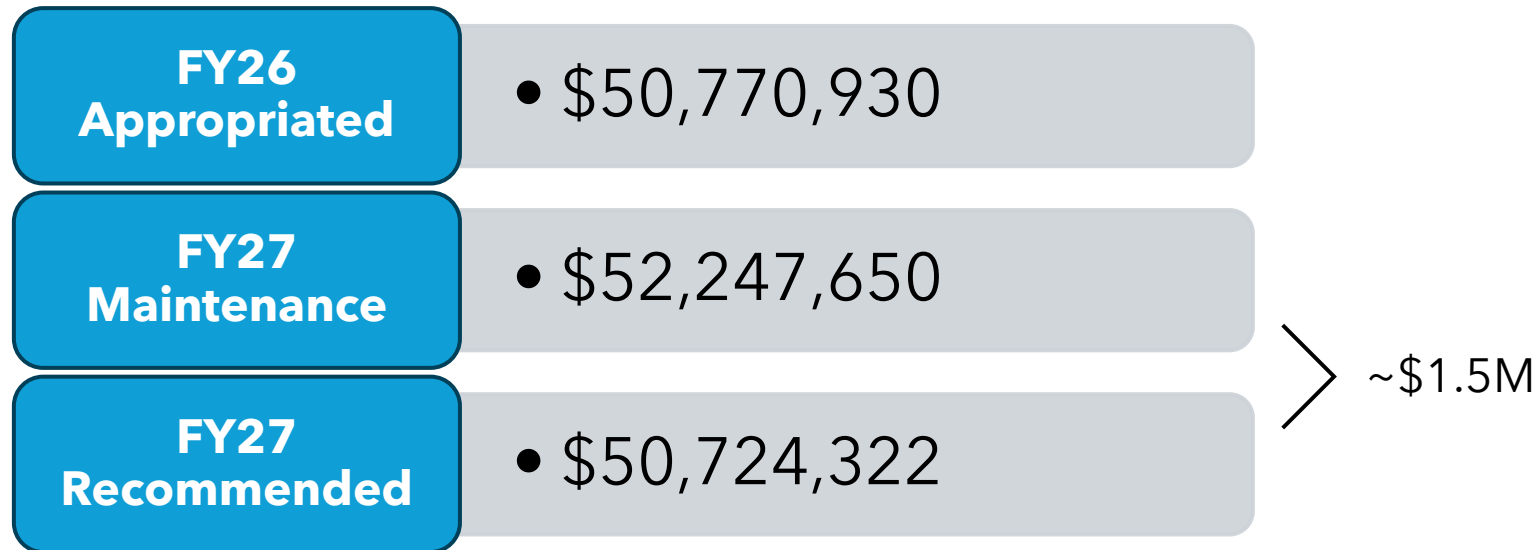 FY26
Appropriated
• $50,770,930
FY27
Maintenance
• $52,247,650
FY27
Recommended
• $50,724,322
~$1.5M